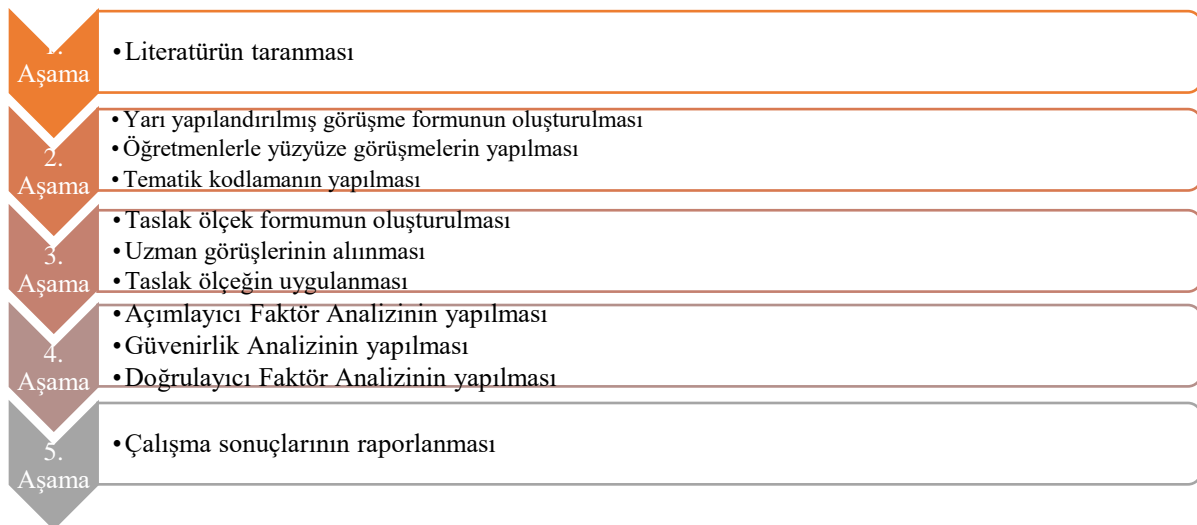 1.
Aşama
•Literatürün taranması
2.
Aşama
•Yarı yapılandırılmış görüşme formunun oluşturulması
•Öğretmenlerle yüzyüze görüşmelerin yapılması
•Tematik kodlamanın yapılması
3.
Aşama
•Taslak ölçek formumun oluşturulması
•Uzman görüşlerinin alıınması
•Taslak ölçeğin uygulanması
4.
Aşama
•Açımlayıcı Faktör Analizinin yapılması
•Güvenirlik Analizinin yapılması
•Doğrulayıcı Faktör Analizinin yapılması
5.
Aşama
•Çalışma sonuçlarının raporlanması